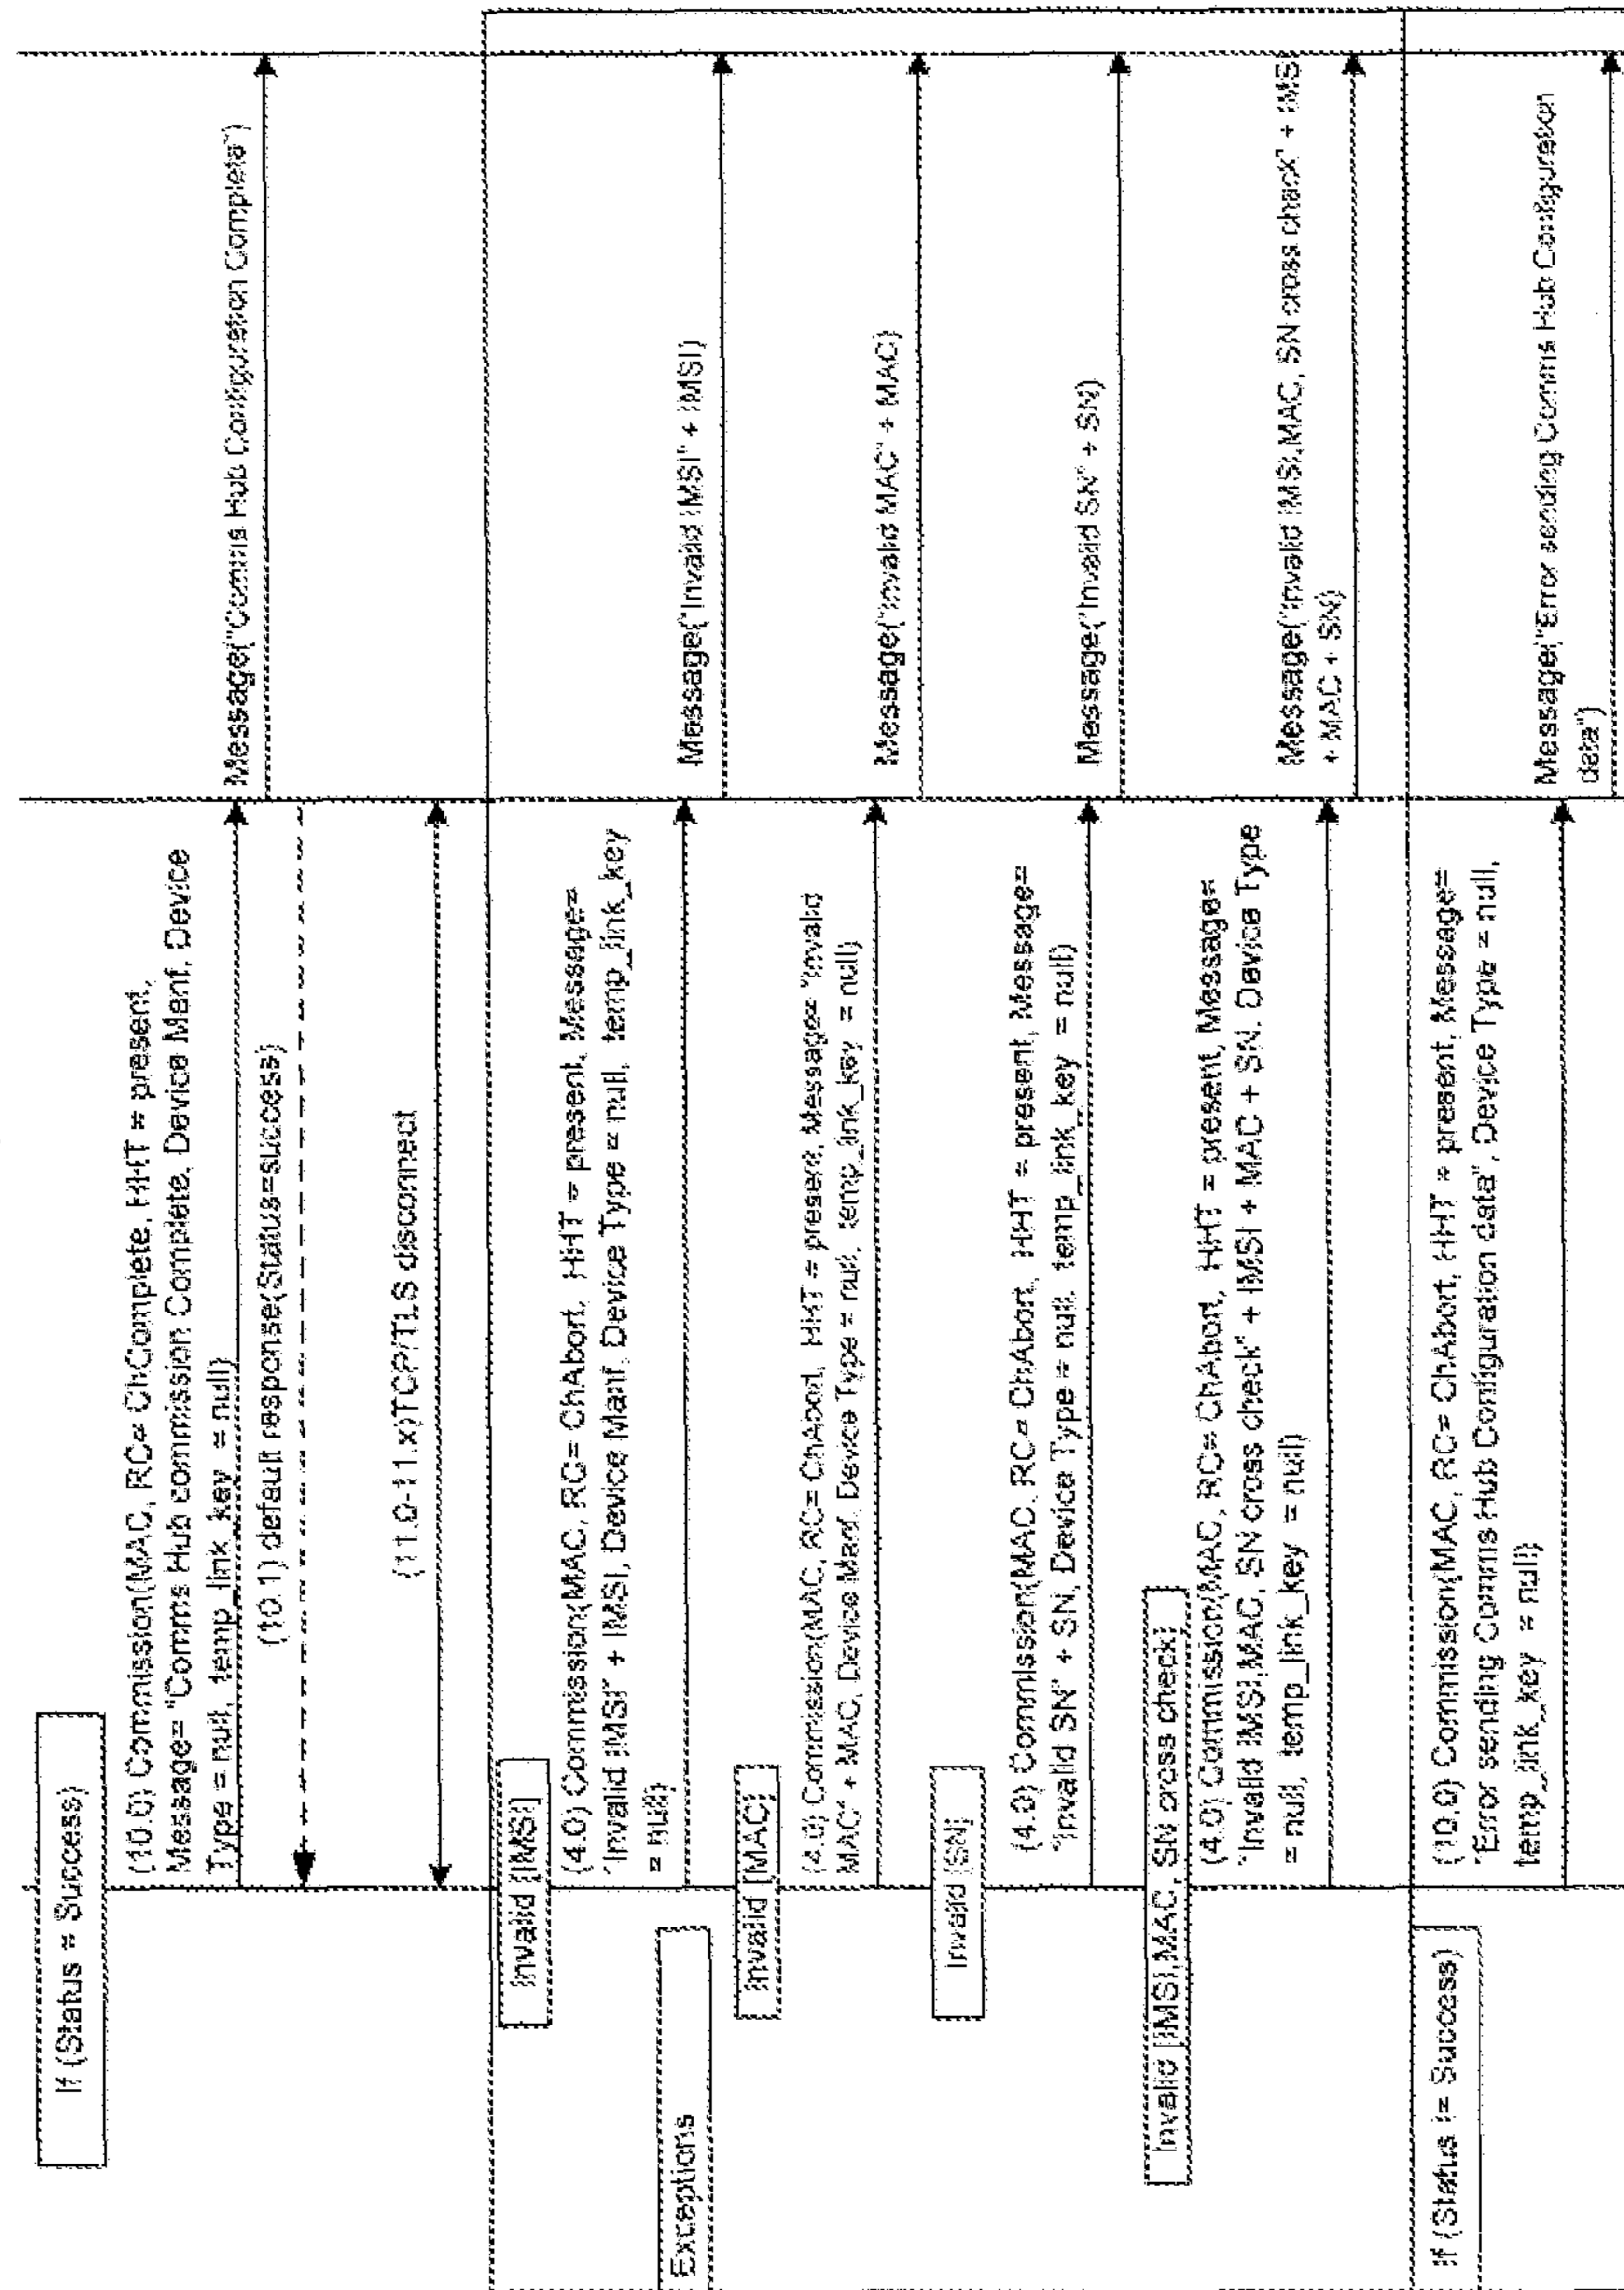 If (Status = Success)
(10.0) Commission(MAC, RC= ChComplete, HHT = present,
Message= "Comms Hub commission Complete, Device Manf, Device
Type = null, temp_link_key = null)
Message("Comms Hub Configuration Complete")
(10.1) default response(Status=success)
(11.0-11.x)TCP/TLS disconnect
Invalid [IMSI]
(4.0) Commission(MAC, RC= ChAbort, HHT = present, Message=
"Invalid IMSI" + IMSI, Device Manf, Device Type = null, temp_link_key
= null)
Message("Invalid IMSI" + IMSI)
Exceptions
Invalid [MAC]
(4.0) Commission(MAC, RC= ChAbort, HHT = present, Message= "Invalid
MAC" + MAC, Device Manf, Device Type = null, temp_link_key = null)
Message("Invalid MAC" + MAC)
Invalid [SN]
(4.0) Commission(MAC, RC= ChAbort, HHT = present, Message=
"Invalid SN" + SN, Device Type = null, temp_link_key = null)
Message("Invalid SN" + SN)
Invalid [IMSI,MAC, SN cross check]
(4.0) Commission(MAC, RC= ChAbort, HHT = present, Message=
"Invalid IMSI,MAC, SN cross check" + IMSI + MAC + SN, Device Type
= null, temp_link_key = null)
Message("Invalid IMSI,MAC, SN cross check" + IMSI
+ MAC + SN)
If (Status != Success)
(10.0) Commission(MAC, RC= ChAbort, HHT = present, Message=
"Error sending Comms Hub Configuration data", Device Type = null,
temp_link_key = null)
Message("Error sending Comms Hub Configuration
data")